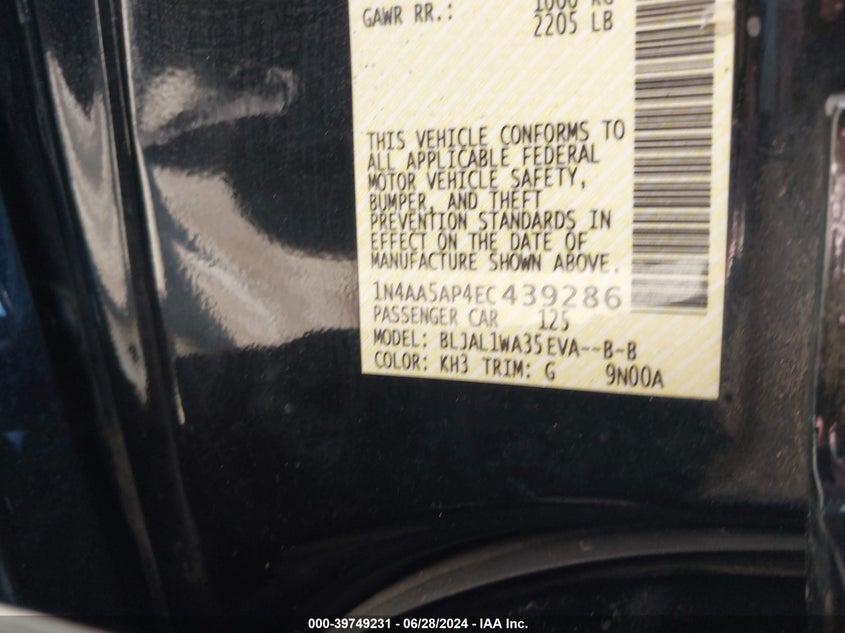 GAWR RR.: 1000 KG
2205 LB
THIS VEHICLE CONFORMS TO
ALL APPLICABLE FEDERAL
MOTOR VEHICLE SAFETY,
BUMPER, AND THEFT
PREVENTION STANDARDS IN
EFFECT ON THE DATE OF
MANUFACTURE SHOWN ABOVE.
1N4AA5AP4EC439286
PASSENGER CAR 125
MODEL: BLJAL1WA35EVA--B-B
COLOR: KH3 TRIM: G 9N00A
000-39749231 - 06/28/2024 - IAA Inc.